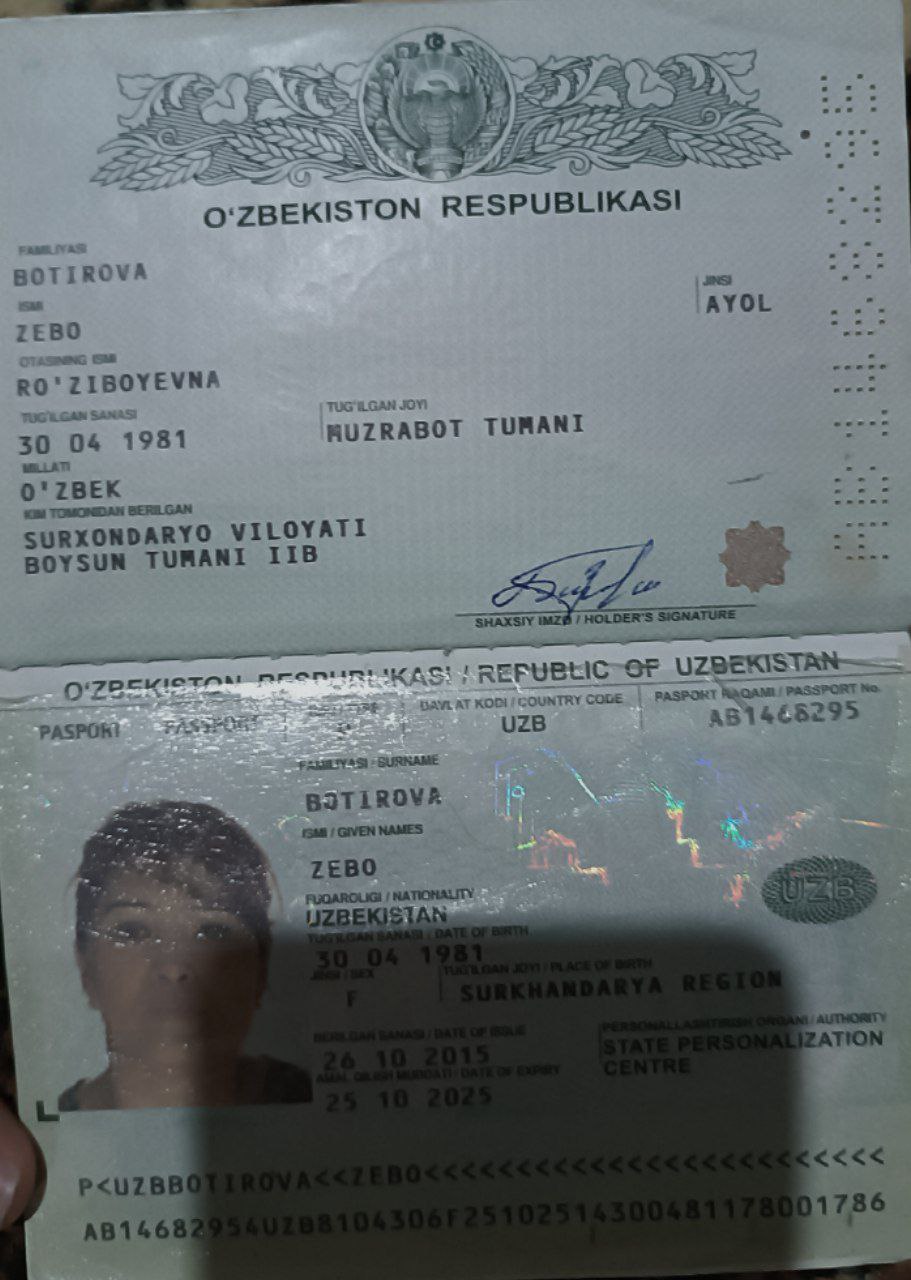 O'ZBEKISTON RESPUBLIKASI
FAMILIYASI
BOTIROVA
JINSI
AYOL
ISMI
ZEBO
OTASINING ISMI
RO'ZIBOYEVNA
TUG'ILGAN SANASI
30 04 1981
TUG'ILGAN JOYI
MUZRABOT TUMANI
MILLATI
O'ZBEK
KIM TOMONIDAN BERILGAN
SURXONDARYO VILOYATI
BOYSUN TUMANI IIB
SHAXSIY IMZO / HOLDER'S SIGNATURE
O'ZBEKISTON RESPUBLIKASI / REPUBLIC OF UZBEKISTAN
PASPORT PASSPORT
DAVLAT KODI / COUNTRY CODE
UZB
PASPORT RAQAMI / PASSPORT No.
AB1468295
FAMILIYASI / SURNAME
BOTIROVA
ISMI / GIVEN NAMES
ZEBO
FUQAROLIGI / NATIONALITY
UZBEKISTAN
UZB
TUG'ILGAN SANASI / DATE OF BIRTH
30 04 1981
JINSI / SEX
F
TUG'ILGAN JOYI / PLACE OF BIRTH
SURKHANDARYA REGION
BERILGAN SANASI / DATE OF ISSUE
26 10 2015
PERSONALLASHTIRISH ORGANI / AUTHORITY
STATE PERSONALIZATION
CENTRE
AMAL QILISH MUDDATI / DATE OF EXPIRY
25 10 2025
P<UZBBOTIROVA<<ZEBO<<<<<<<<<<<<<<<<<<<<<<<<<
AB14682954UZB8104306F25102514300481178001786